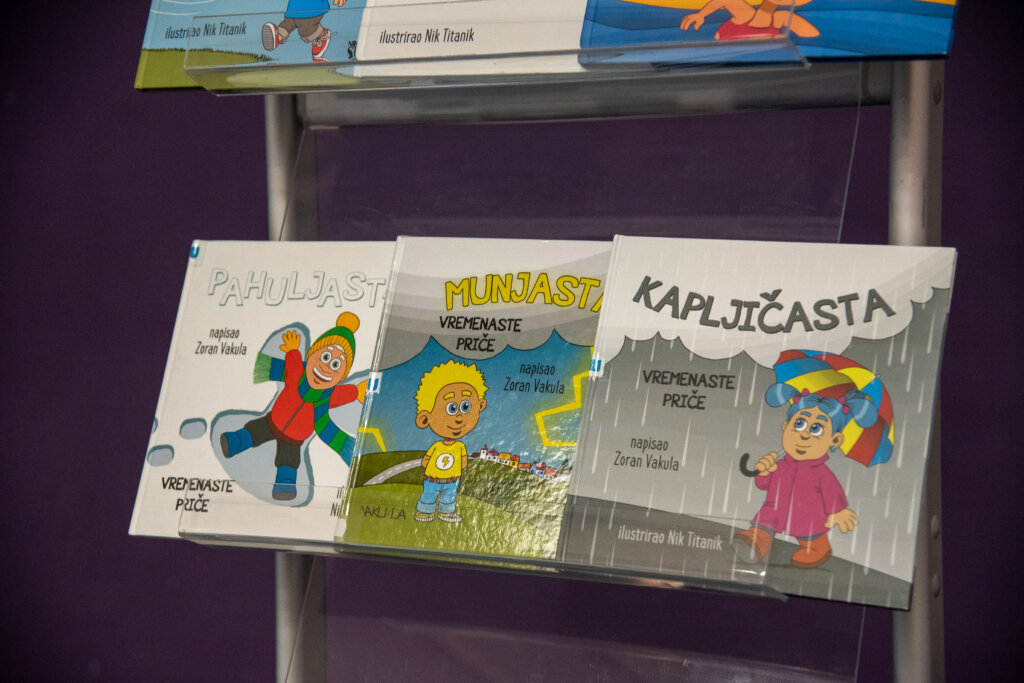 ilustrirao Nik Titanik
ilustrirao Nik Titanik
PAHULJAST
napisao
Zoran Vakula
VREMENASTE
PRIČE
MUNJASTA
VREMENASTE
PRIČE
napisao
Zoran Vakula
KAPLJIČASTA
VREMENASTE
PRIČE
napisao
Zoran Vakula
ilustrirao Nik Titanik